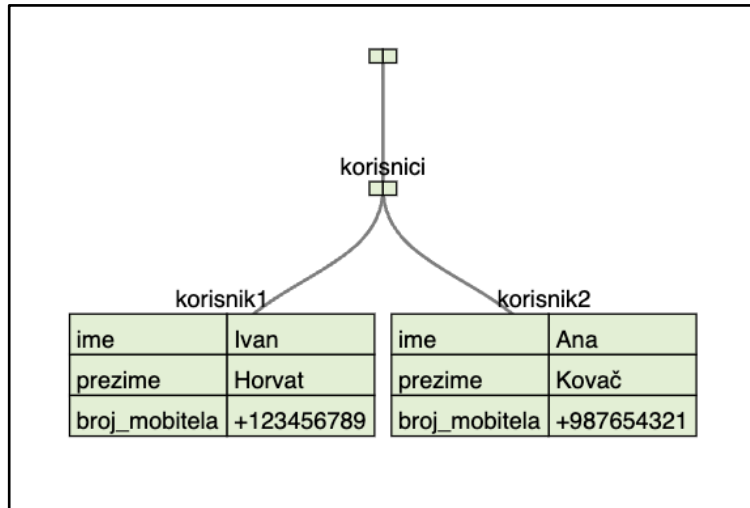 korisnici
korisnik1
ime Ivan
prezime Horvat
broj_mobitela +123456789
korisnik2
ime Ana
prezime Kovač
broj_mobitela +987654321